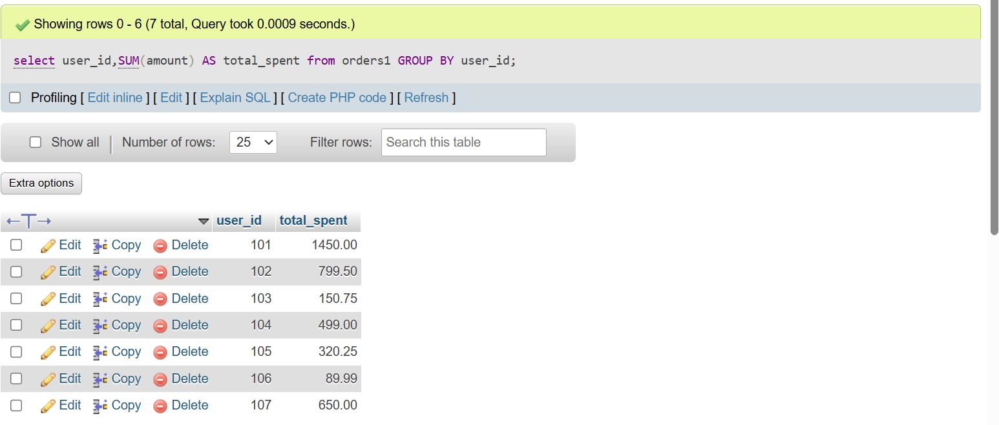 Showing rows 0 - 6 (7 total, Query took 0.0009 seconds.)
select user_id,SUM(amount) AS total_spent from orders1 GROUP BY user_id;
Profiling [ Edit inline ] [ Edit ] [ Explain SQL ] [ Create PHP code ] [ Refresh ]
Show all | Number of rows: 25 Filter rows: Search this table
Extra options
←T→ user_id total_spent
Edit Copy Delete 101 1450.00
Edit Copy Delete 102 799.50
Edit Copy Delete 103 150.75
Edit Copy Delete 104 499.00
Edit Copy Delete 105 320.25
Edit Copy Delete 106 89.99
Edit Copy Delete 107 650.00